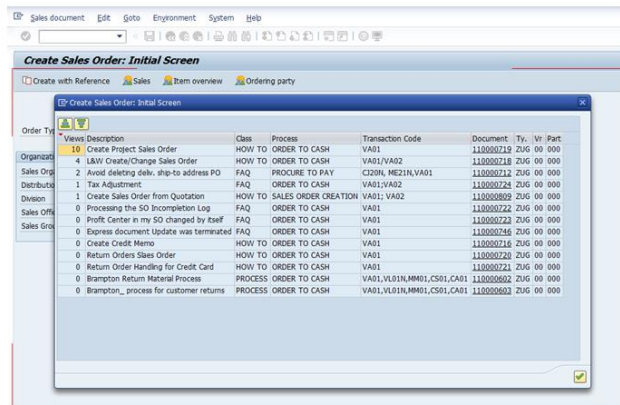 Sales document Edit Goto Environment System Help
Create Sales Order: Initial Screen
Create with Reference Sales Item overview Ordering party
Create Sales Order: Initial Screen
Order Ty
Views Description Class Process Transaction Code Document Ty. Vr Part
10 Create Project Sales Order HOW TO ORDER TO CASH VA01 110000719 ZUG 00 000
4 L&W Create/Change Sales Order HOW TO ORDER TO CASH VA01/VA02 110000718 ZUG 00 000
2 Avoid deleting deliv. ship-to address PO FAQ PROCURE TO PAY CJ20N, ME21N,VA01 110000712 ZUG 00 000
1 Tax Adjustment FAQ ORDER TO CASH VA01;VA02 110000724 ZUG 00 000
1 Create Sales Order from Quotation HOW TO SALES ORDER CREATION VA01; VA02 110000809 ZUG 00 000
0 Processing the SO Incompletion Log FAQ ORDER TO CASH VA01 110000722 ZUG 00 000
0 Profit Center in my SO changed by itself FAQ ORDER TO CASH VA01 110000723 ZUG 00 000
0 Express document Update was terminated FAQ ORDER TO CASH VA01 110000746 ZUG 00 000
0 Create Credit Memo HOW TO ORDER TO CASH VA01 110000716 ZUG 00 000
0 Return Orders Slaes Order HOW TO ORDER TO CASH VA01 110000720 ZUG 00 000
0 Return Order Handling for Credit Card HOW TO ORDER TO CASH VA01 110000721 ZUG 00 000
0 Brampton Return Material Process PROCESS ORDER TO CASH VA01,VL01N,MM01,CS01,CA01 110000602 ZUG 00 000
0 Brampton_ process for customer returns PROCESS ORDER TO CASH VA01,VL01N,MM01,CS01,CA01 110000603 ZUG 00 000
Organizati
Sales Org
Distributio
Division
Sales Offi
Sales Grou